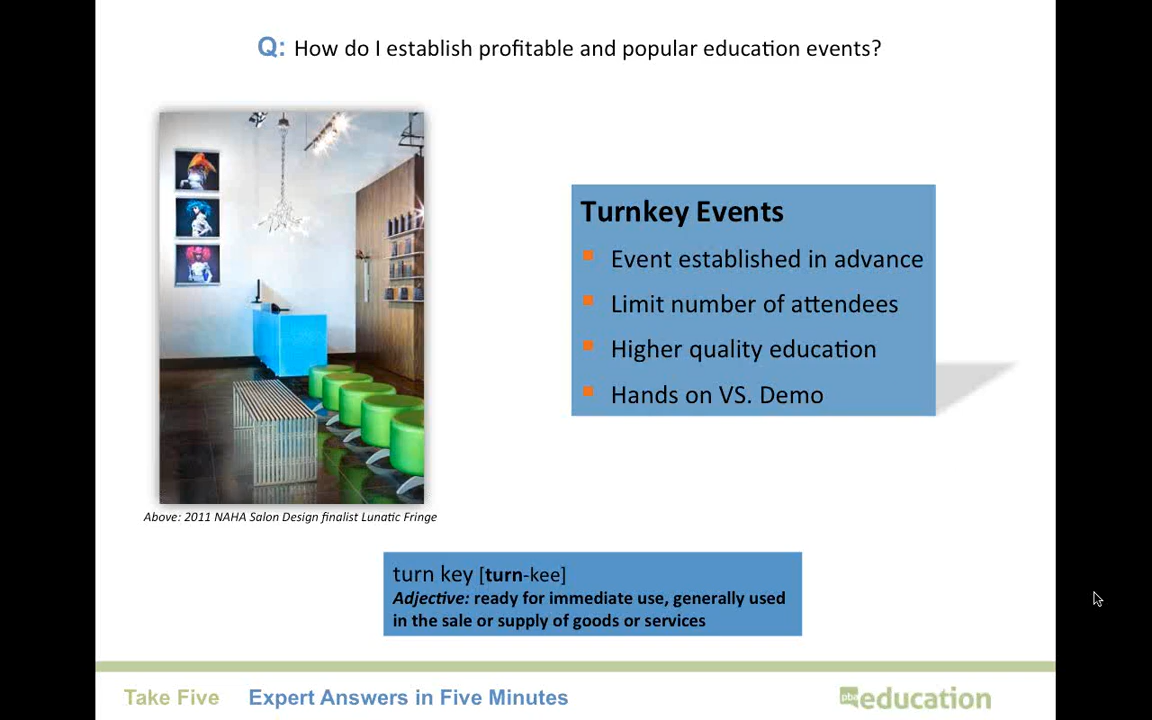 Q: How do I establish profitable and popular education events?
Turnkey Events
Event established in advance
Limit number of attendees
Higher quality education
Hands on VS. Demo
Above: 2011 NAHA Salon Design finalist Lunatic Fringe
turn key [turn-kee]
Adjective: ready for immediate use, generally used
in the sale or supply of goods or services
Take Five Expert Answers in Five Minutes
pba education